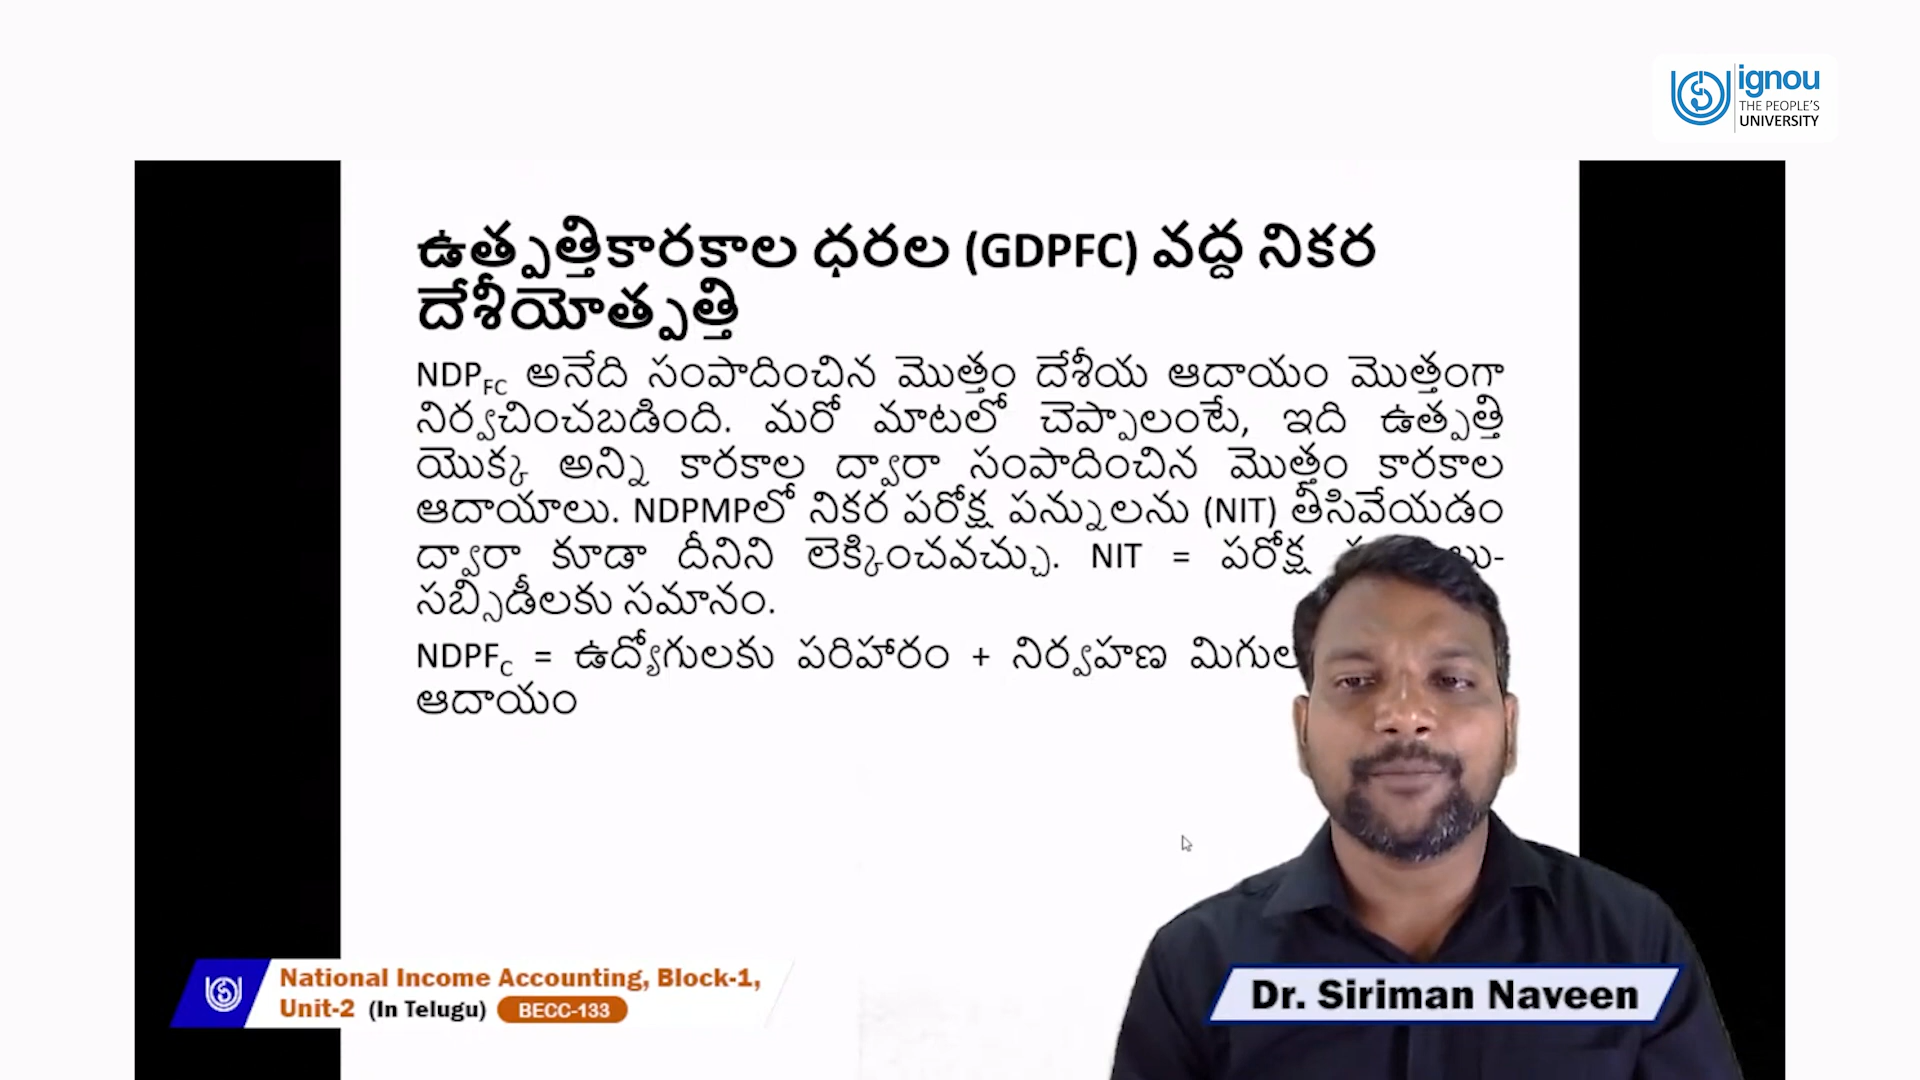 ignou
THE PEOPLE'S
UNIVERSITY
ఉత్పత్తికారకాల ధరల (GDPFC) వద్ద నికర
దేశీయోత్పత్తి
NDPFC అనేది సంపాదించిన మొత్తం దేశీయ ఆదాయం మొత్తంగా
నిర్వచించబడింది. మరో మాటలో చెప్పాలంటే, ఇది ఉత్పత్తి
యొక్క అన్ని కారకాల ద్వారా సంపాదించిన మొత్తం కారకాల
ఆదాయాలు. NDPMPలో నికర పరోక్ష పన్నులను (NIT) తీసివేయడం
ద్వారా కూడా దీనిని లెక్కించవచ్చు. NIT = పరోక్ష
సబ్సిడీలకు సమానం.
NDPFC = ఉద్యోగులకు పరిహారం + నిర్వహణ
ఆదాయం
National Income Accounting, Block-1,
Unit-2 (In Telugu) BECC-133
Dr. Siriman Naveen